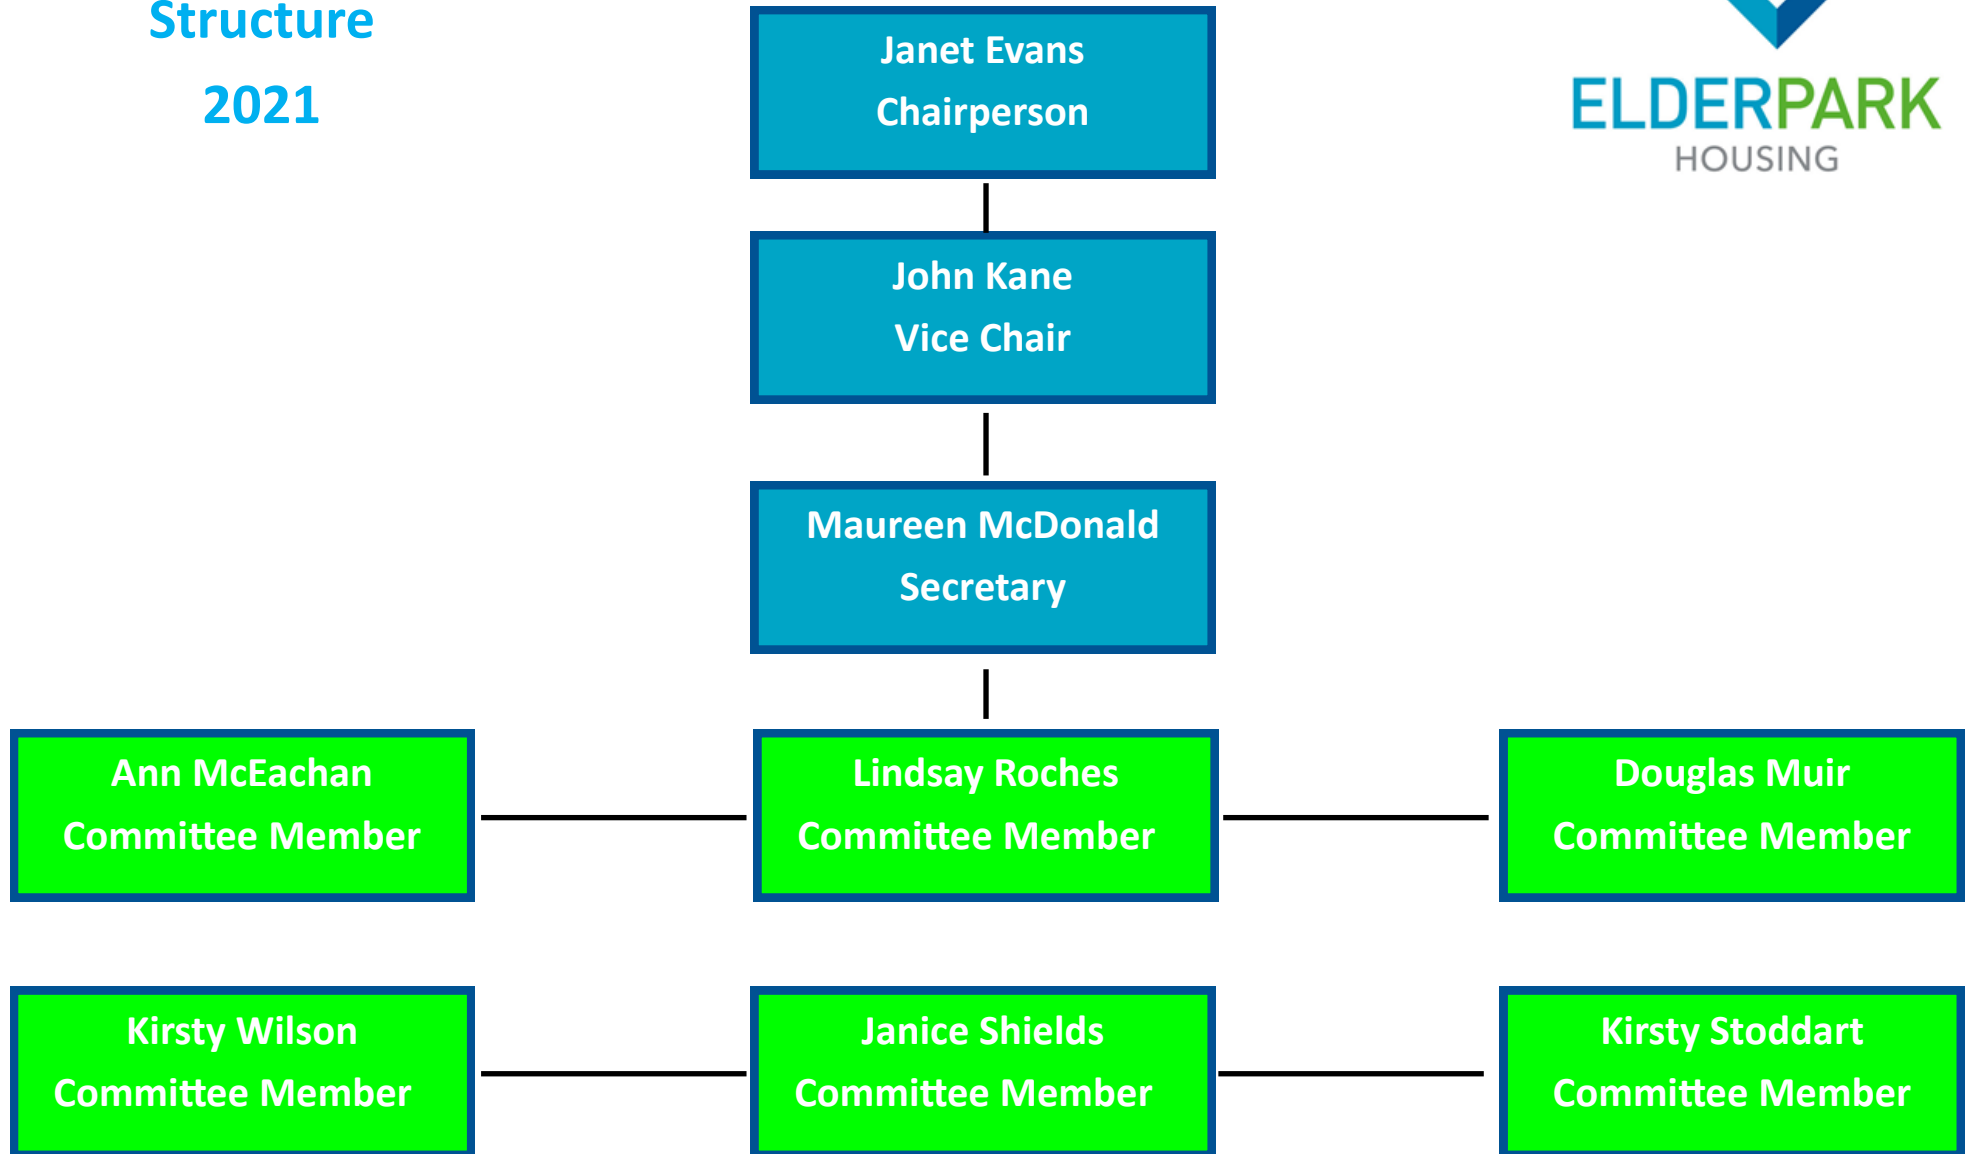 Structure
2021
Janet Evans
Chairperson
ELDERPARK
HOUSING
John Kane
Vice Chair
Maureen McDonald
Secretary
Ann McEachan
Committee Member
Lindsay Roches
Committee Member
Douglas Muir
Committee Member
Kirsty Wilson
Committee Member
Janice Shields
Committee Member
Kirsty Stoddart
Committee Member